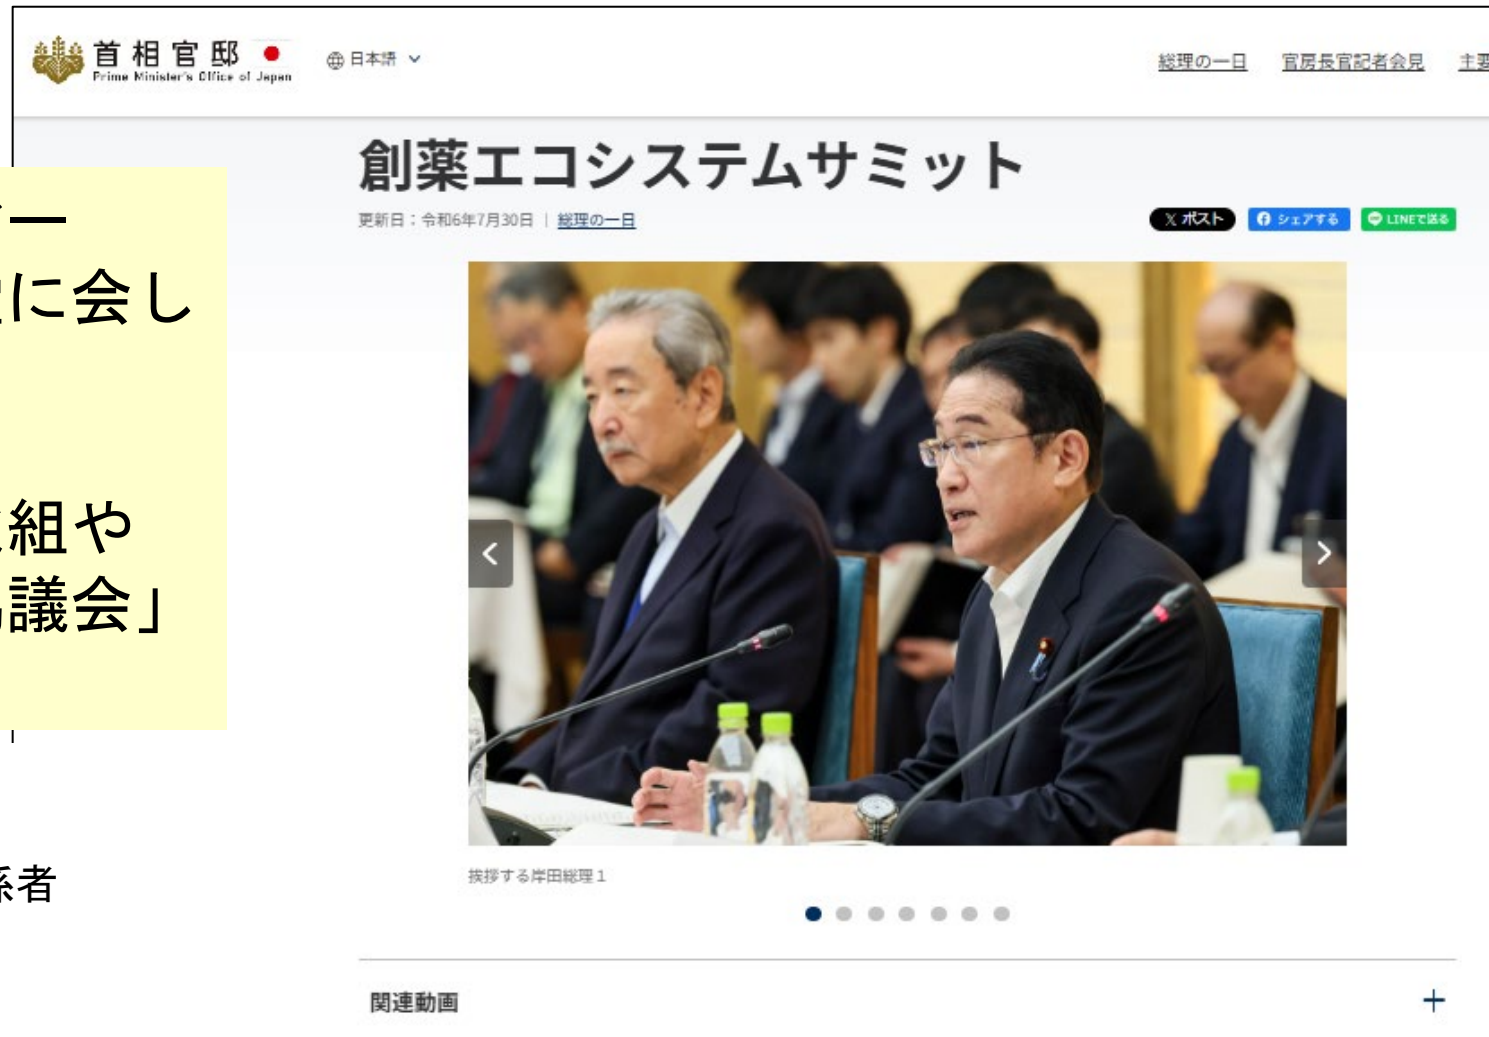 首相官邸
Prime Minister's Office of Japan
日本語
総理の一日
官房長官記者会見
主要
創薬エコシステムサミット
更新日：令和6年7月30日 | 総理の一日
ポスト
シェアする
LINEで送る
ー
に会し
組や
議会」
係者
挨拶する岸田総理１
関連動画